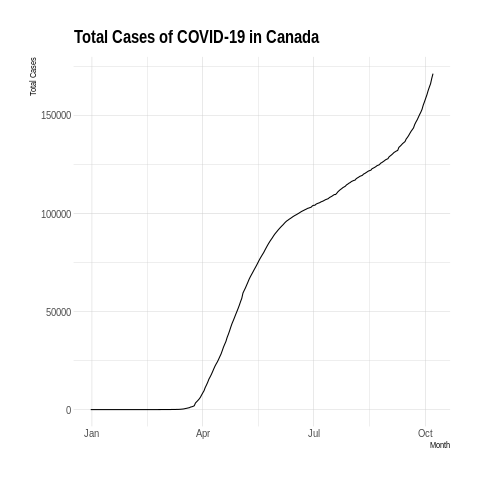 Total Cases of COVID-19 in Canada
Total Cases
150000
100000
50000
0
Jan Apr Jul Oct
Month